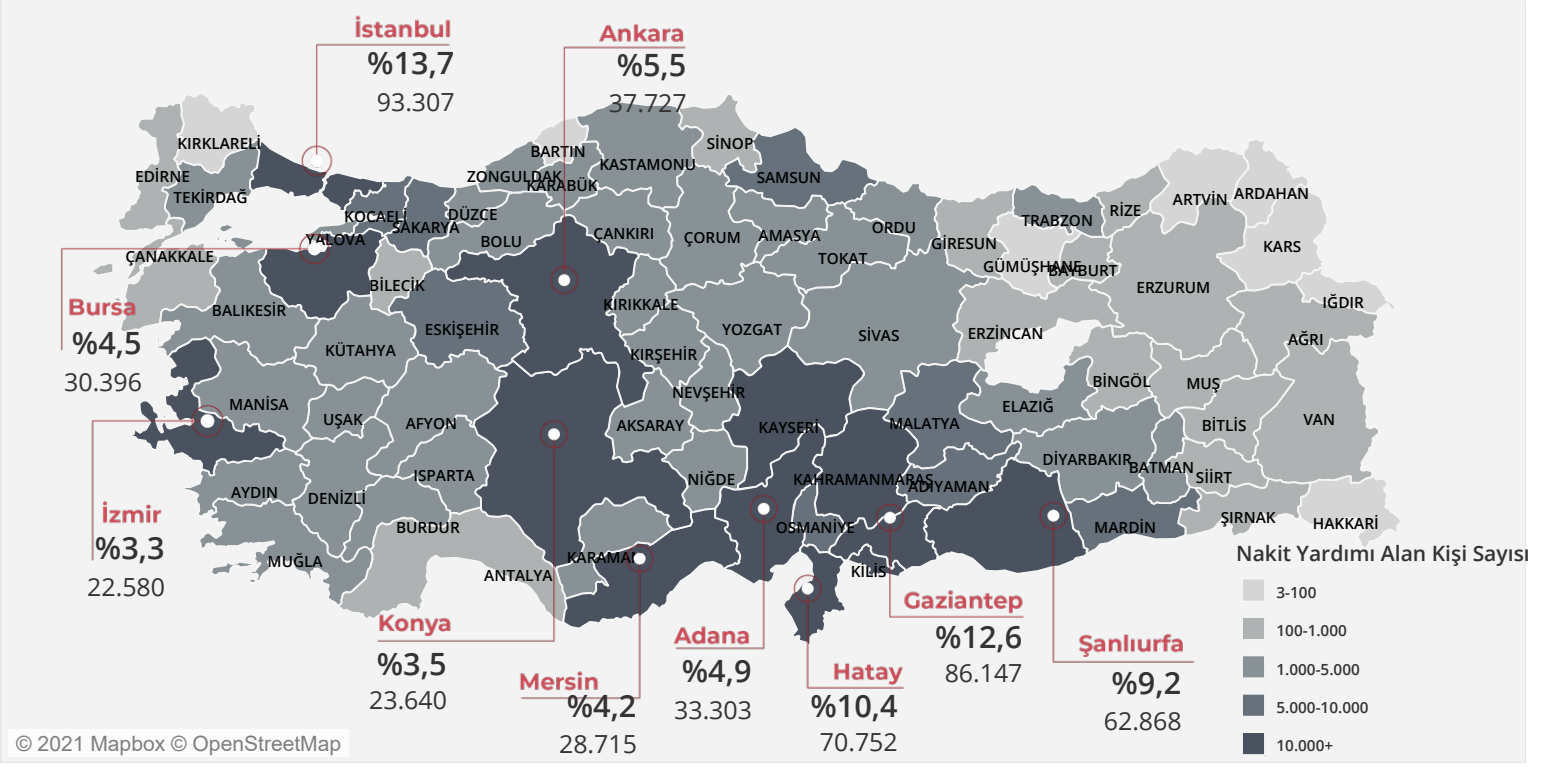 İstanbul
%13,7
93.307
Ankara
%5,5
37.727
KIRKLARELİ
EDİRNE
TEKİRDAĞ
BARTIN
ZONGULDAK
KARABÜK
KASTAMONU
SİNOP
SAMSUN
ARTVİN
ARDAHAN
KOCAELİ
SAKARYA
DÜZCE
YALOVA
BOLU
ÇANKIRI
ÇORUM
AMASYA
ORDU
TOKAT
GİRESUN
TRABZON
RİZE
GÜMÜŞHANE
BAYBURT
KARS
ÇANAKKALE
BİLECİK
ERZURUM
IĞDIR
Bursa
%4,5
30.396
BALIKESİR
ESKİŞEHİR
KIRIKKALE
YOZGAT
SİVAS
ERZİNCAN
AĞRI
KÜTAHYA
KIRŞEHİR
NEVŞEHİR
BİNGÖL
MUŞ
MANİSA
UŞAK
AFYON
AKSARAY
KAYSERİ
MALATYA
ELAZIĞ
BİTLİS
VAN
ISPARTA
NİĞDE
KAHRAMANMARAŞ
ADIYAMAN
DİYARBAKIR
BATMAN
SİİRT
AYDIN
DENİZLİ
BURDUR
OSMANİYE
MARDİN
ŞIRNAK
HAKKARİ
İzmir
%3,3
22.580
MUĞLA
ANTALYA
KARAMAN
KİLİS
Konya
%3,5
23.640
Mersin
%4,2
28.715
Adana
%4,9
33.303
Hatay
%10,4
70.752
Gaziantep
%12,6
86.147
Şanlıurfa
%9,2
62.868
Nakit Yardımı Alan Kişi Sayısı
3-100
100-1.000
1.000-5.000
5.000-10.000
10.000+
© 2021 Mapbox © OpenStreetMap